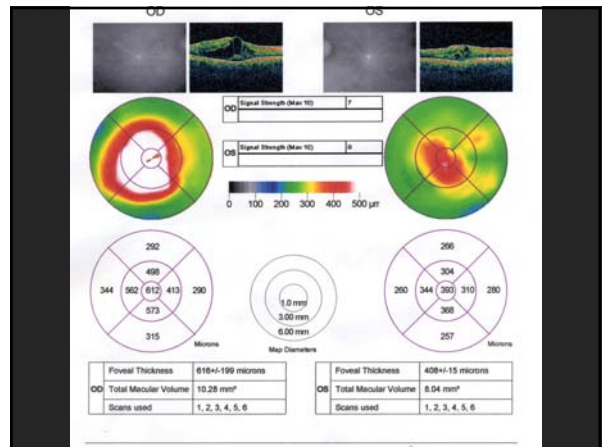 OD OS
Signal Strength (Max 10) 7
OD
Signal Strength (Max 10)
OS
0 100 200 300 400 500 µm
292
498
344 562 612 413 290
573
315
Microns
1.0 mm
3.00 mm
6.00 mm
Map Diameters
266
304
260 344 393 310 280
368
257
Microns
Foveal Thickness 616+/-199 microns
OD Total Macular Volume 10.28 mm³
Scans used 1, 2, 3, 4, 5, 6
Foveal Thickness 408+/-15 microns
OS Total Macular Volume 8.04 mm³
Scans used 1, 2, 3, 4, 5, 6